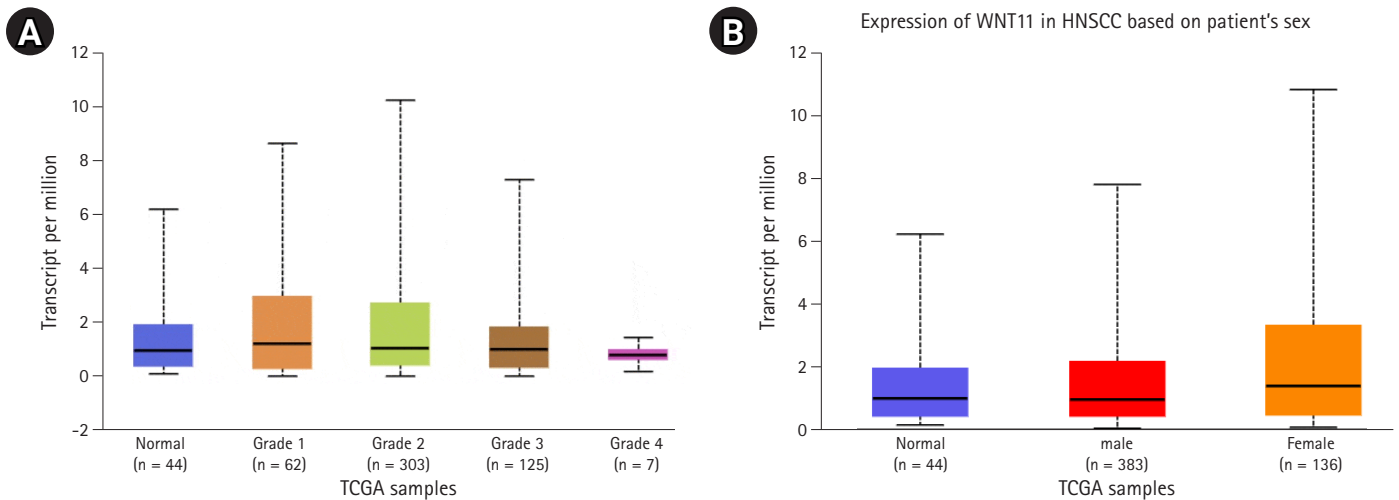 A
Transcript per million
12
10
8
6
4
2
0
-2
Normal
(n = 44)
Grade 1
(n = 62)
Grade 2
(n = 303)
Grade 3
(n = 125)
Grade 4
(n = 7)
TCGA samples
B
Expression of WNT11 in HNSCC based on patient's sex
Transcript per million
12
10
8
6
4
2
0
Normal
(n = 44)
male
(n = 383)
Female
(n = 136)
TCGA samples